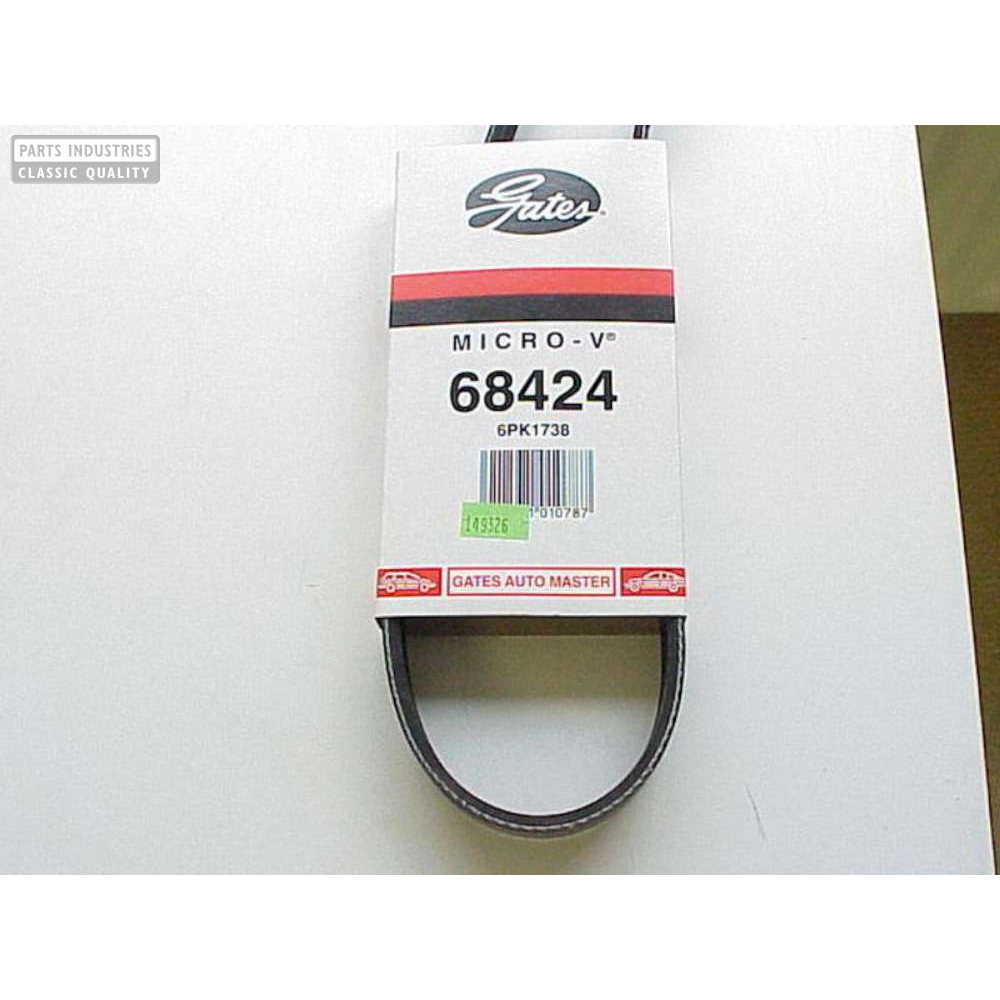 PARTS INDUSTRIES
CLASSIC QUALITY
Gates
MICRO-V®
68424
6PK1738
010787
149326
GATES AUTO MASTER